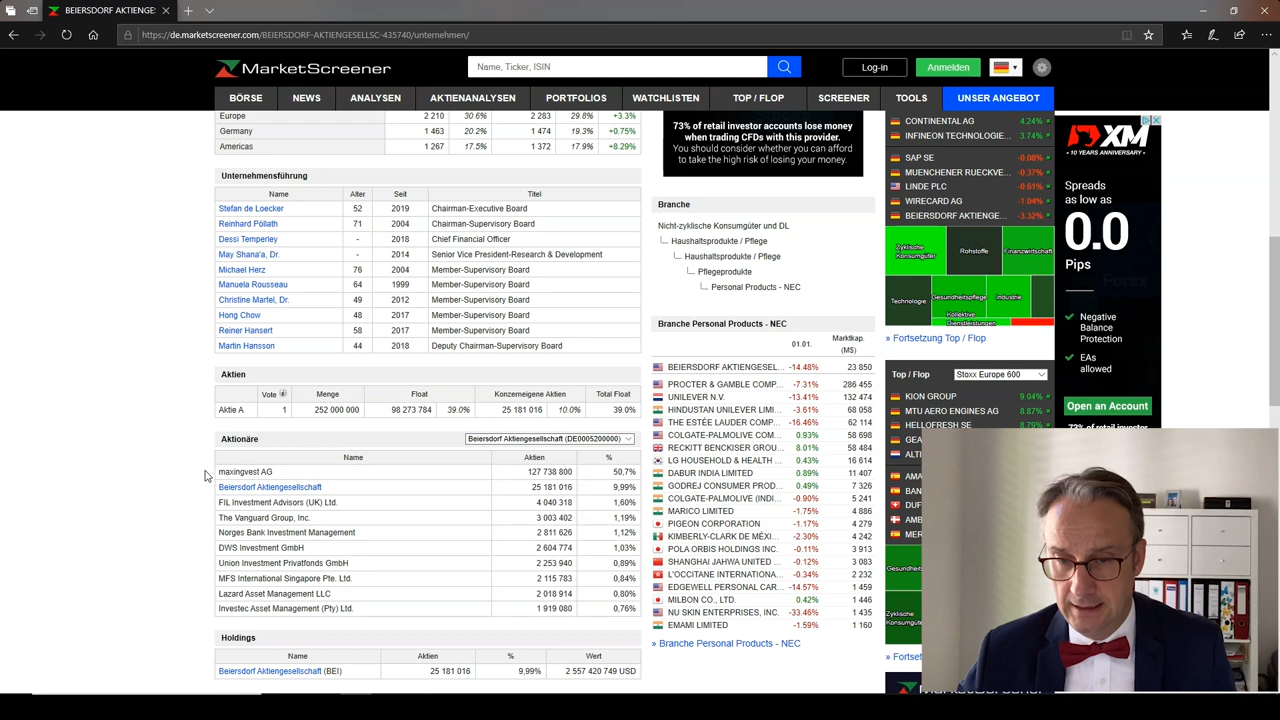 BEIERSDORF AKTIENGES
https://de.marketscreener.com/BEIERSDORF-AKTIENGESELLSC-435740/unternehmen/
MarketScreener
Name, Ticker, ISIN
Log-in
Anmelden
BÖRSE NEWS ANALYSEN AKTIENANALYSEN PORTFOLIOS WATCHLISTEN TOP / FLOP SCREENER TOOLS UNSER ANGEBOT
Europe 2 210 30.6% 2 283 29.8% +3.3%
Germany 1 463 20.2% 1 474 19.3% +0.75%
Americas 1 267 17.5% 1 372 17.9% +8.29%
Unternehmensführung
Name Alter Seit Titel
Stefan de Loecker 52 2019 Chairman-Executive Board
Reinhard Pöllath 71 2004 Chairman-Supervisory Board
Dessi Temperley - 2018 Chief Financial Officer
May Shana'a, Dr. - 2014 Senior Vice President-Research & Development
Michael Herz 76 2004 Member-Supervisory Board
Manuela Rousseau 64 1999 Member-Supervisory Board
Christine Martel, Dr. 49 2012 Member-Supervisory Board
Hong Chow 48 2017 Member-Supervisory Board
Reiner Hansert 58 2017 Member-Supervisory Board
Martin Hansson 44 2018 Deputy Chairman-Supervisory Board
Aktien
Vote Menge Float Konzerneigene Aktien Total Float
Aktie A 1 252 000 000 98 273 784 39.0% 25 181 016 10.0% 39.0%
Aktionäre
Beiersdorf Aktiengesellschaft (DE0005200000)
Name Aktien %
maxingvest AG 127 738 800 50,7%
Beiersdorf Aktiengesellschaft 25 181 016 9,99%
FIL Investment Advisors (UK) Ltd. 4 040 318 1,60%
The Vanguard Group, Inc. 3 003 402 1,19%
Norges Bank Investment Management 2 811 626 1,12%
DWS Investment GmbH 2 604 774 1,03%
Union Investment Privatfonds GmbH 2 253 940 0,89%
MFS International Singapore Pte. Ltd. 2 115 783 0,84%
Lazard Asset Management LLC 2 018 914 0,80%
Investec Asset Management (Pty) Ltd. 1 919 080 0,76%
Holdings
Name Aktien % Wert
Beiersdorf Aktiengesellschaft (BEI) 25 181 016 9,99% 2 557 420 749 USD
73% of retail investor accounts lose money
when trading CFDs with this provider.
You should consider whether you can afford
to take the high risk of losing your money.
Branche
Nicht-zyklische Konsumgüter und DL
Haushaltsprodukte / Pflege
Haushaltsprodukte / Pflege
Pflegeprodukte
Personal Products - NEC
Branche Personal Products - NEC
01.01. Marktkap. (M$)
BEIERSDORF AKTIENGESEL... -14.48% 23 850
PROCTER & GAMBLE COMP... -7.31% 286 455
UNILEVER N.V. -13.41% 132 474
HINDUSTAN UNILEVER LIMI... -3.61% 68 058
THE ESTÉE LAUDER COMP... -16.46% 62 114
COLGATE-PALMOLIVE COM... 0.93% 58 698
RECKITT BENCKISER GROU... 8.01% 58 484
LG HOUSEHOLD & HEALTH ... 0.43% 16 614
DABUR INDIA LIMITED 0.89% 11 407
GODREJ CONSUMER PROD... 0.49% 7 326
COLGATE-PALMOLIVE (INDI... -0.90% 5 241
MARICO LIMITED -1.75% 4 886
PIGEON CORPORATION -1.17% 4 279
KIMBERLY-CLARK DE MÉXI... -2.30% 4 242
POLA ORBIS HOLDINGS INC. -0.11% 3 913
SHANGHAI JAHWA UNITED ... -0.12% 3 083
L'OCCITANE INTERNATIONA... -0.34% 2 232
EDGEWELL PERSONAL CAR... -14.57% 1 459
MILBON CO., LTD. 0.42% 1 446
NU SKIN ENTERPRISES, INC. -33.46% 1 435
EMAMI LIMITED -1.59% 1 160
» Branche Personal Products - NEC
CONTINENTAL AG 4.24%
INFINEON TECHNOLOGIE... 3.74%
SAP SE -0.08%
MUENCHENER RUECKVE... -0.37%
LINDE PLC -0.61%
WIRECARD AG -1.04%
BEIERSDORF AKTIENGE... -3.32%
Zyklische Konsumgüter
Rohstoffe
Finanzwirtschaft
Technologie
Gesundheitspflege
Industrie
Kollektive
Dienstleistungen
» Fortsetzung Top / Flop
Top / Flop Stoxx Europe 600
KION GROUP 9.04%
MTU AERO ENGINES AG 8.87%
HELLOFRESH SE 8.79%
GEA
ALT
AMA
BAN
DUF
AMB
MER
Gesundheits
Zyklische
Konsumgü
» Fortset
MarketScreener
XM
10 YEARS ANNIVERSARY
Spreads
as low as
0.0
Pips
Forex
Negative
Balance
Protection
EAs
allowed
Open an Account
73% of retail investor